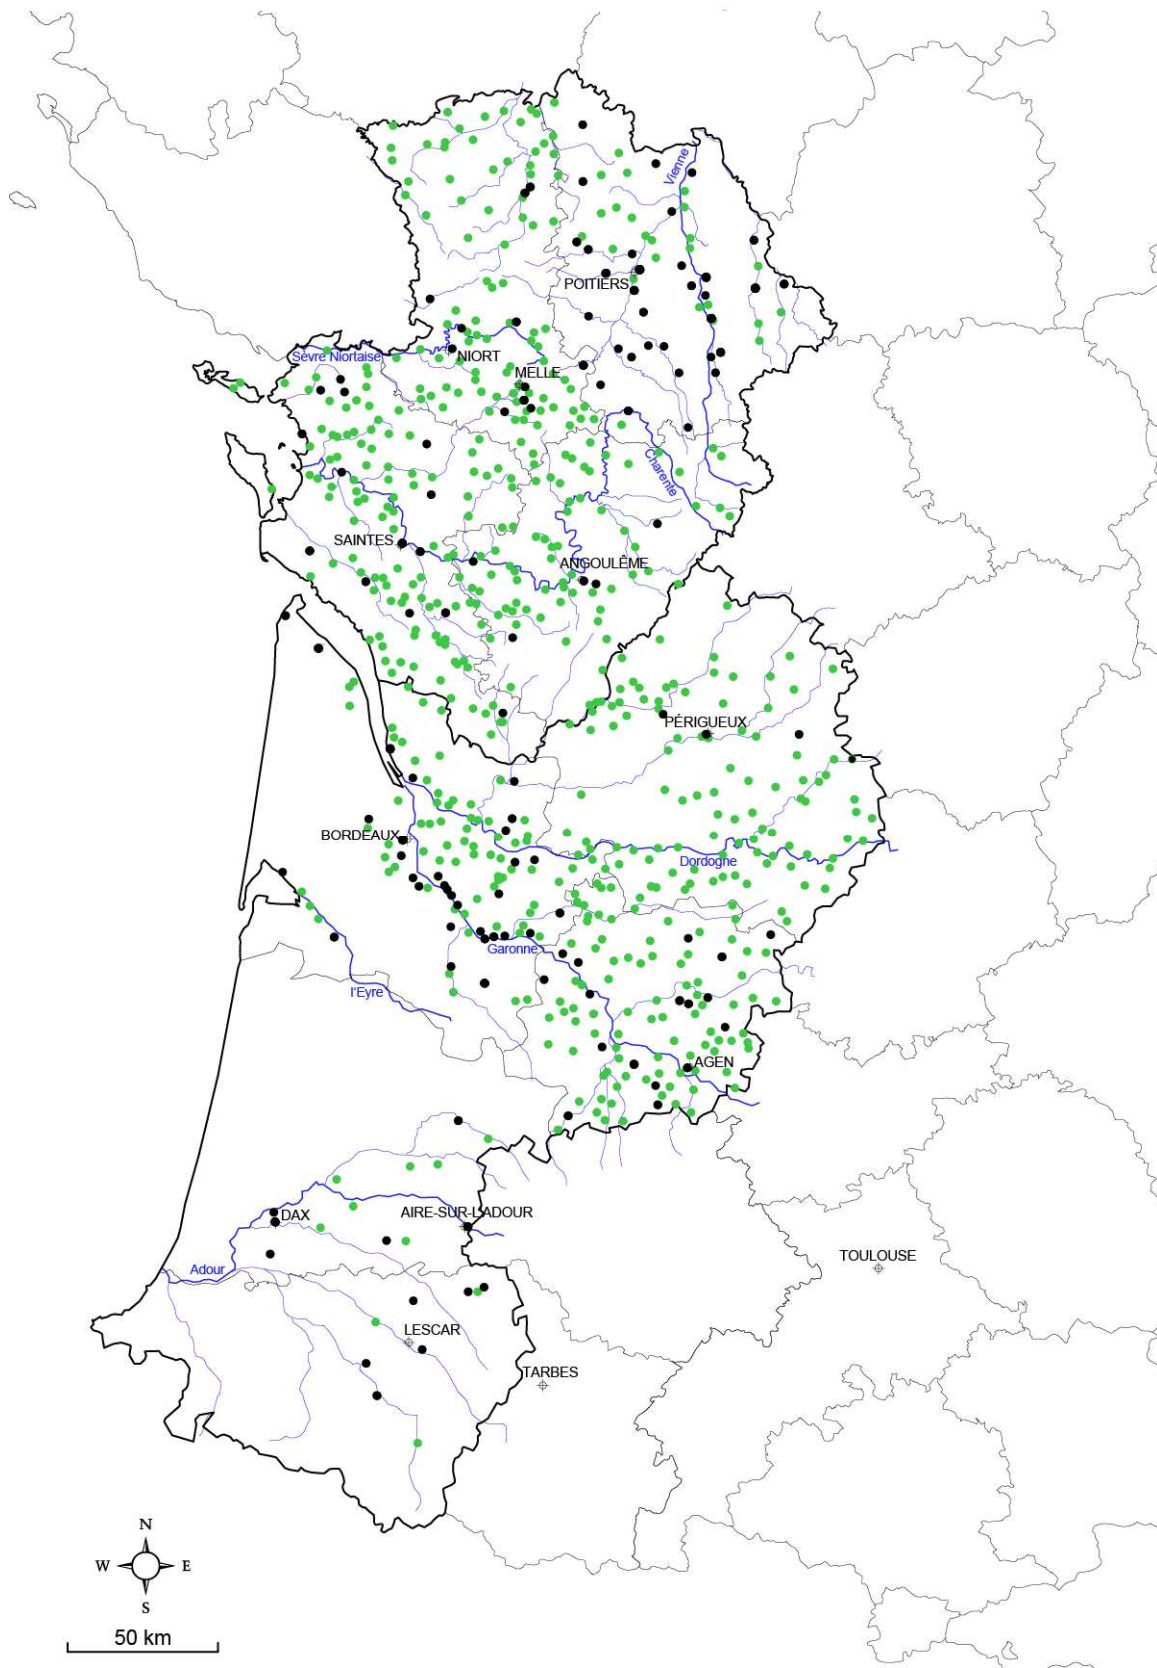 Vienne
POITIERS
Sèvre Niortaise
NIORT
MELLE
Charente
SAINTES
ANGOULÊME
PÉRIGUEUX
BORDEAUX
Dordogne
Garonne
l'Eyre
AGEN
DAX
AIRE-SUR-L'ADOUR
TOULOUSE
Adour
LESCAR
TARBES
N
W E
S
50 km